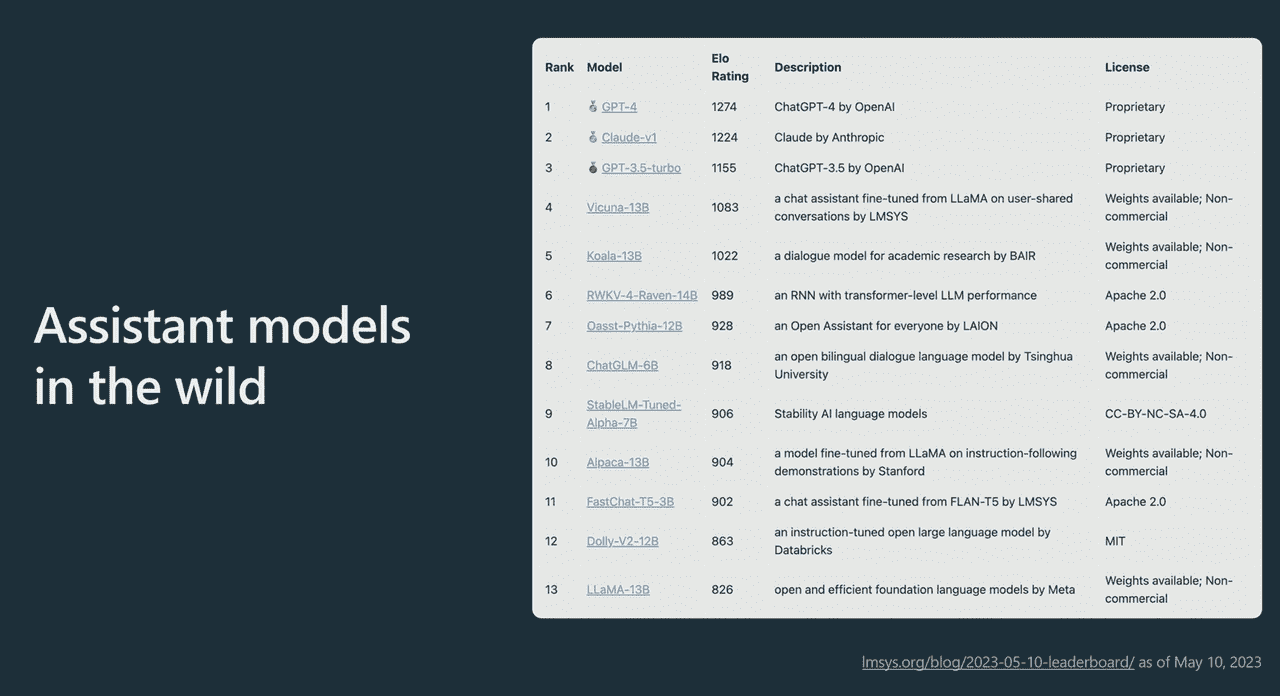 Assistant models
in the wild
Rank Model Elo Rating Description License
1 GPT-4 1274 ChatGPT-4 by OpenAI Proprietary
2 Claude-v1 1224 Claude by Anthropic Proprietary
3 GPT-3.5-turbo 1155 ChatGPT-3.5 by OpenAI Proprietary
4 Vicuna-13B 1083 a chat assistant fine-tuned from LLaMA on user-shared conversations by LMSYS Weights available; Non-commercial
5 Koala-13B 1022 a dialogue model for academic research by BAIR Weights available; Non-commercial
6 RWKV-4-Raven-14B 989 an RNN with transformer-level LLM performance Apache 2.0
7 Oasst-Pythia-12B 928 an Open Assistant for everyone by LAION Apache 2.0
8 ChatGLM-6B 918 an open bilingual dialogue language model by Tsinghua University Weights available; Non-commercial
9 StableLM-Tuned-Alpha-7B 906 Stability AI language models CC-BY-NC-SA-4.0
10 Alpaca-13B 904 a model fine-tuned from LLaMA on instruction-following demonstrations by Stanford Weights available; Non-commercial
11 FastChat-T5-3B 902 a chat assistant fine-tuned from FLAN-T5 by LMSYS Apache 2.0
12 Dolly-V2-12B 863 an instruction-tuned open large language model by Databricks MIT
13 LLaMA-13B 826 open and efficient foundation language models by Meta Weights available; Non-commercial
lmsys.org/blog/2023-05-10-leaderboard/ as of May 10, 2023